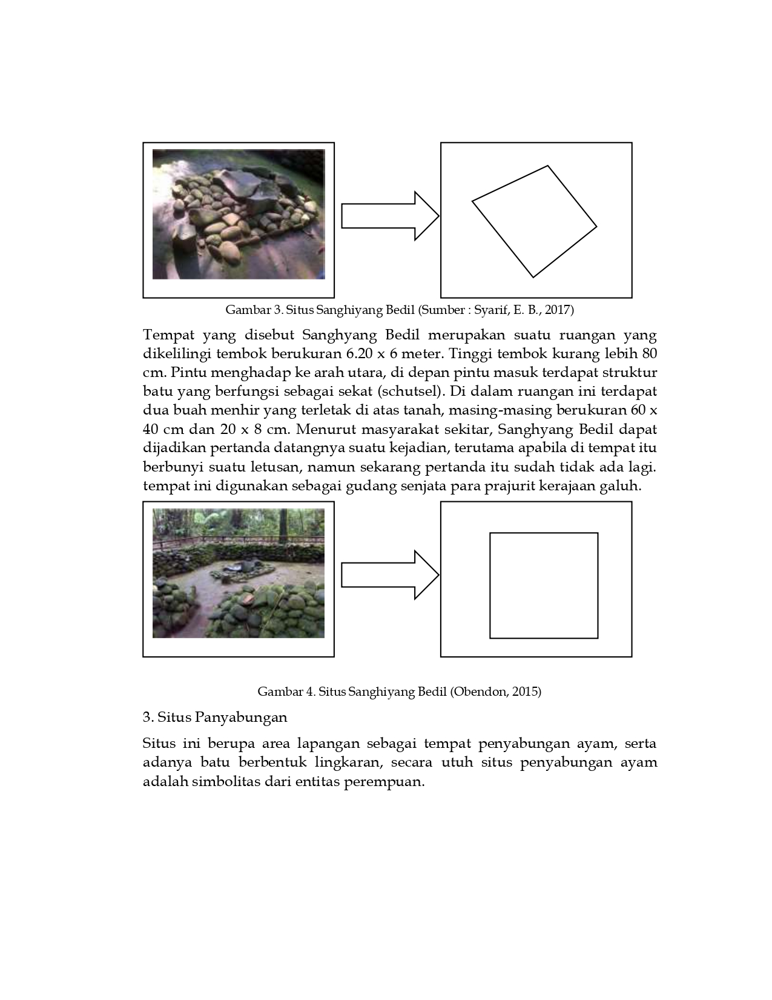 Gambar 3. Situs Sanghiyang Bedil (Sumber : Syarif, E. B., 2017)
Tempat yang disebut Sanghyang Bedil merupakan suatu ruangan yang
dikelilingi tembok berukuran 6.20 x 6 meter. Tinggi tembok kurang lebih 80
cm. Pintu menghadap ke arah utara, di depan pintu masuk terdapat struktur
batu yang berfungsi sebagai sekat (schutsel). Di dalam ruangan ini terdapat
dua buah menhir yang terletak di atas tanah, masing-masing berukuran 60 x
40 cm dan 20 x 8 cm. Menurut masyarakat sekitar, Sanghyang Bedil dapat
dijadikan pertanda datangnya suatu kejadian, terutama apabila di tempat itu
berbunyi suatu letusan, namun sekarang pertanda itu sudah tidak ada lagi.
tempat ini digunakan sebagai gudang senjata para prajurit kerajaan galuh.
Gambar 4. Situs Sanghiyang Bedil (Obendon, 2015)
3. Situs Panyabungan
Situs ini berupa area lapangan sebagai tempat penyabungan ayam, serta
adanya batu berbentuk lingkaran, secara utuh situs penyabungan ayam
adalah simbolitas dari entitas perempuan.